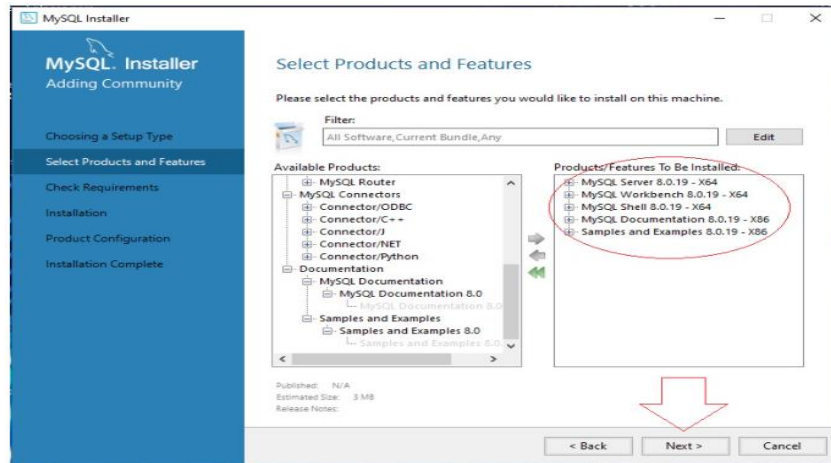 MySQL Installer
MySQL. Installer
Adding Community
Choosing a Setup Type
Select Products and Features
Check Requirements
Installation
Product Configuration
Installation Complete
Select Products and Features
Please select the products and features you would like to install on this machine.
Filter:
All Software,Current Bundle,Any
Edit
Available Products:
MySQL Router
MySQL Connectors
Connector/ODBC
Connector/C++
Connector/J
Connector/NET
Connector/Python
Documentation
MySQL Documentation
MySQL Documentation 8.0
MySQL Documentation 8.0
Samples and Examples
Samples and Examples 8.0
Samples and Examples 8.0.
Products/Features To Be Installed:
MySQL Server 8.0.19 - X64
MySQL Workbench 8.0.19 - X64
MySQL Shell 8.0.19 - X64
MySQL Documentation 8.0.19 - X86
Samples and Examples 8.0.19 - X86
Published: N/A
Estimated Size: 3 MB
Release Notes:
< Back
Next >
Cancel